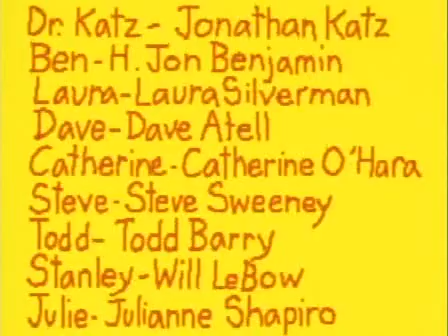 Dr. Katz - Jonathan Katz
Ben - H. Jon Benjamin
Laura - Laura Silverman
Dave - Dave Atell
Catherine - Catherine O'Hara
Steve - Steve Sweeney
Todd - Todd Barry
Stanley - Will LeBow
Julie - Julianne Shapiro